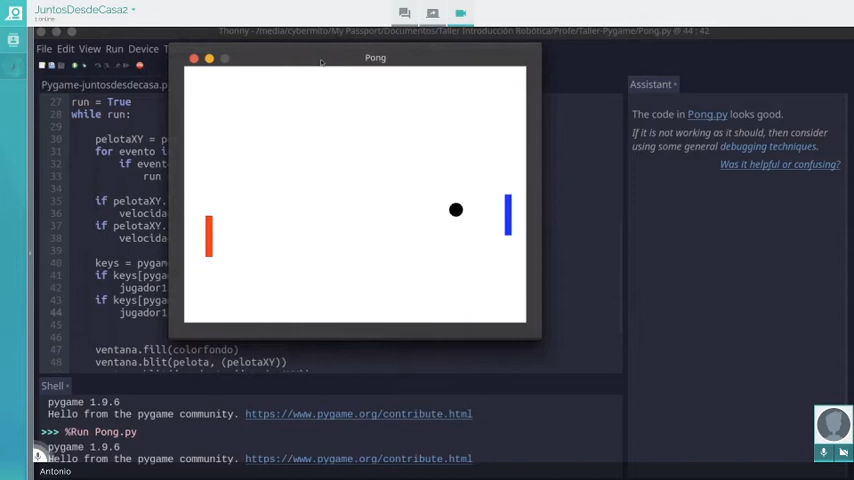 JuntosDesdeCasa2
1 online
Thonny - /media/cybermito/My Passport/Documentos/Taller Introducción Robótica/Profe/Taller-Pygame/Pong.py @ 44 : 42
File Edit View Run Device
Pong
Pygame-juntosdesdecasa.p
Assistant
27 run = True
28 while run:
29
30 pelotaXY = p
31 for evento i
32 if event
33 run
35 if pelotaXY.
36 velocida
37 if pelotaXY.
38 velocida
39
40 keys = pygam
41 if keys[pyga
42 jugador1
43 if keys[pyga
44 jugador1
45
47 ventana.fill(colorfondo)
48 ventana.blit(pelota, (pelotaXY))
The code in Pong.py looks good.
If it is not working as it should, then consider
using some general debugging techniques.
Was it helpful or confusing?
Shell
pygame 1.9.6
Hello from the pygame community. https://www.pygame.org/contribute.html
>>> %Run Pong.py
pygame 1.9.6
Hello from the pygame community. https://www.pygame.org/contribute.html
Antonio